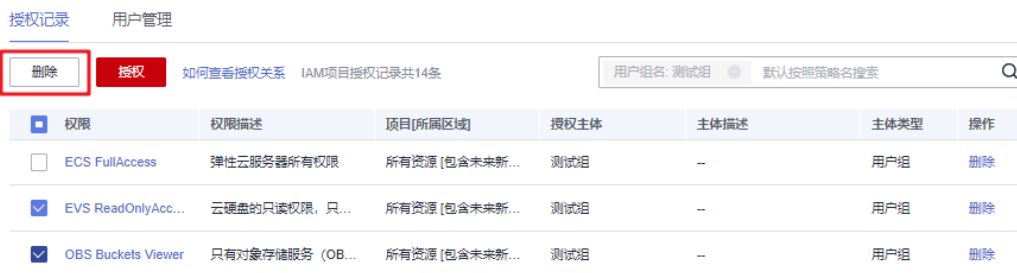 授权记录 用户管理
删除 授权 如何查看授权关系 IAM项目授权记录共14条 用户组名: 测试组 默认按照策略名搜索
权限 权限描述 项目[所属区域] 授权主体 主体描述 主体类型 操作
ECS FullAccess 弹性云服务器所有权限 所有资源 [包含未来新... 测试组 -- 用户组 删除
EVS ReadOnlyAcc... 云硬盘的只读权限，只... 所有资源 [包含未来新... 测试组 -- 用户组 删除
OBS Buckets Viewer 只有对象存储服务（OB... 所有资源 [包含未来新... 测试组 -- 用户组 删除